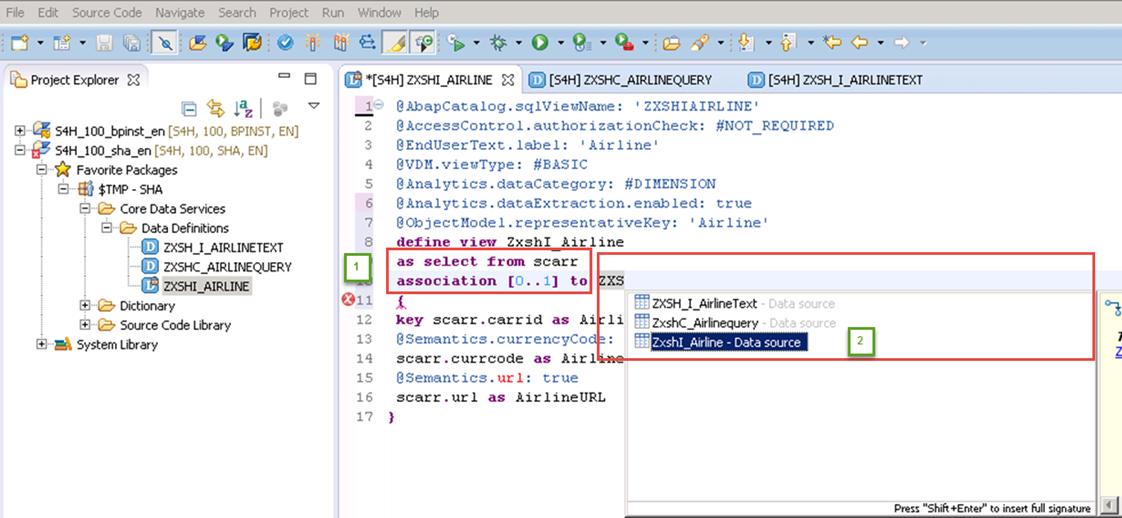 Abap Edit Source Code Navigate Search Project Run Window Help
Project Explorer
*[S4H] ZXSHI_AIRLINE [S4H] ZXSHC_AIRLINEQUERY [S4H] ZXSH_I_AIRLINETEXT
S4H_100_bpinst_en [S4H, 100, BPINST, EN]
S4H_100_sha_en [S4H, 100, SHA, EN]
Favorite Packages
$TMP - SHA
Core Data Services
Data Definitions
ZXSH_I_AIRLINETEXT
ZXSHC_AIRLINEQUERY
ZXSHI_AIRLINE
Dictionary
Source Code Library
System Library
1 @AbapCatalog.sqlViewName: 'ZXSHIAIRLINE'
2 @AccessControl.authorizationCheck: #NOT_REQUIRED
3 @EndUserText.label: 'Airline'
4 @VDM.viewType: #BASIC
5 @Analytics.dataCategory: #DIMENSION
6 @Analytics.dataExtraction.enabled: true
7 @ObjectModel.representativeKey: 'Airline'
8 define view ZxshI_Airline
1 as select from scarr
association [0..1] to ZXS
11 {
12 key scarr.carrid as Airli
13 @Semantics.currencyCode:
14 scarr.currcode as Airline
15 @Semantics.url: true
16 scarr.url as AirlineURL
17 }
ZXSH_I_AirlineText - Data source
ZxshC_Airlinequery - Data source
ZxshI_Airline - Data source
2
Press "Shift+Enter" to insert full signature